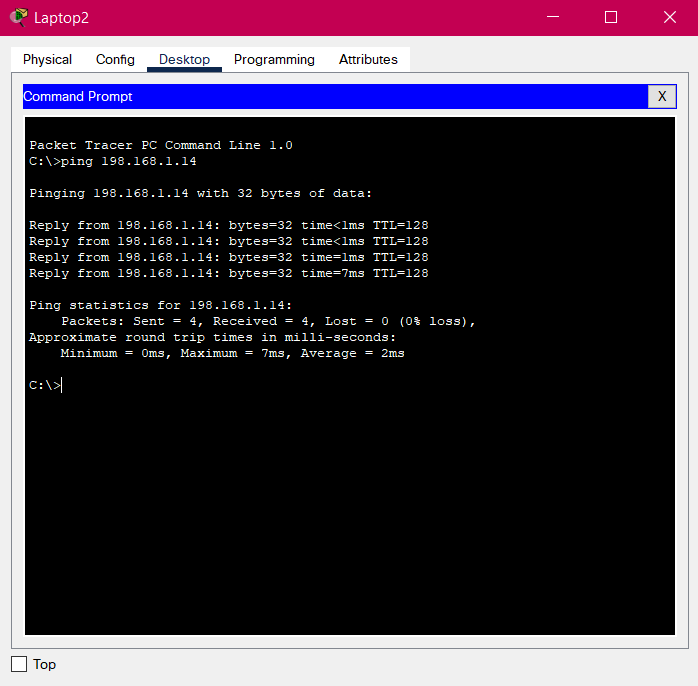 Laptop2
Physical Config Desktop Programming Attributes
Command Prompt X
Packet Tracer PC Command Line 1.0
C:\>ping 198.168.1.14
Pinging 198.168.1.14 with 32 bytes of data:
Reply from 198.168.1.14: bytes=32 time<1ms TTL=128
Reply from 198.168.1.14: bytes=32 time<1ms TTL=128
Reply from 198.168.1.14: bytes=32 time=1ms TTL=128
Reply from 198.168.1.14: bytes=32 time=7ms TTL=128
Ping statistics for 198.168.1.14:
Packets: Sent = 4, Received = 4, Lost = 0 (0% loss),
Approximate round trip times in milli-seconds:
Minimum = 0ms, Maximum = 7ms, Average = 2ms
C:\>
Top